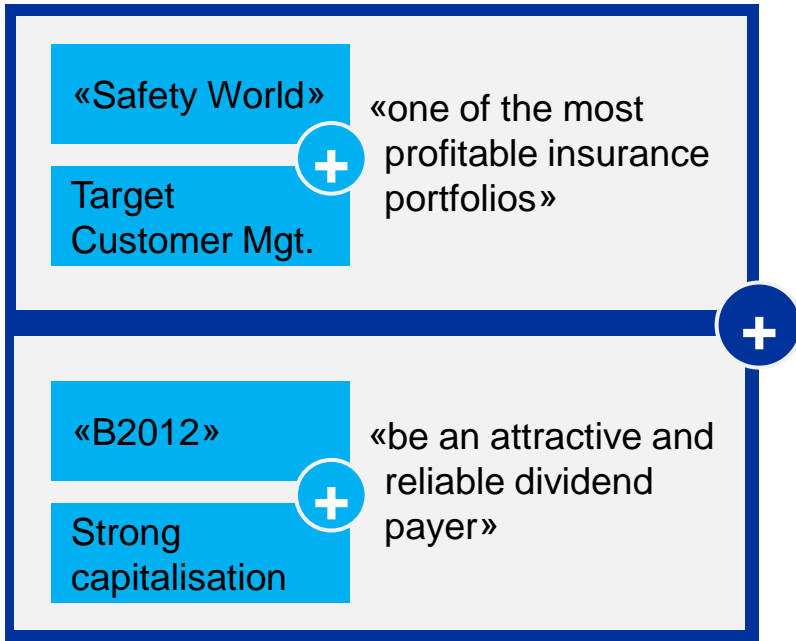 «Safety World»
+
Target
Customer Mgt.
«one of the most
profitable insurance
portfolios»
+
«B2012»
+
Strong
capitalisation
«be an attractive and
reliable dividend
payer»